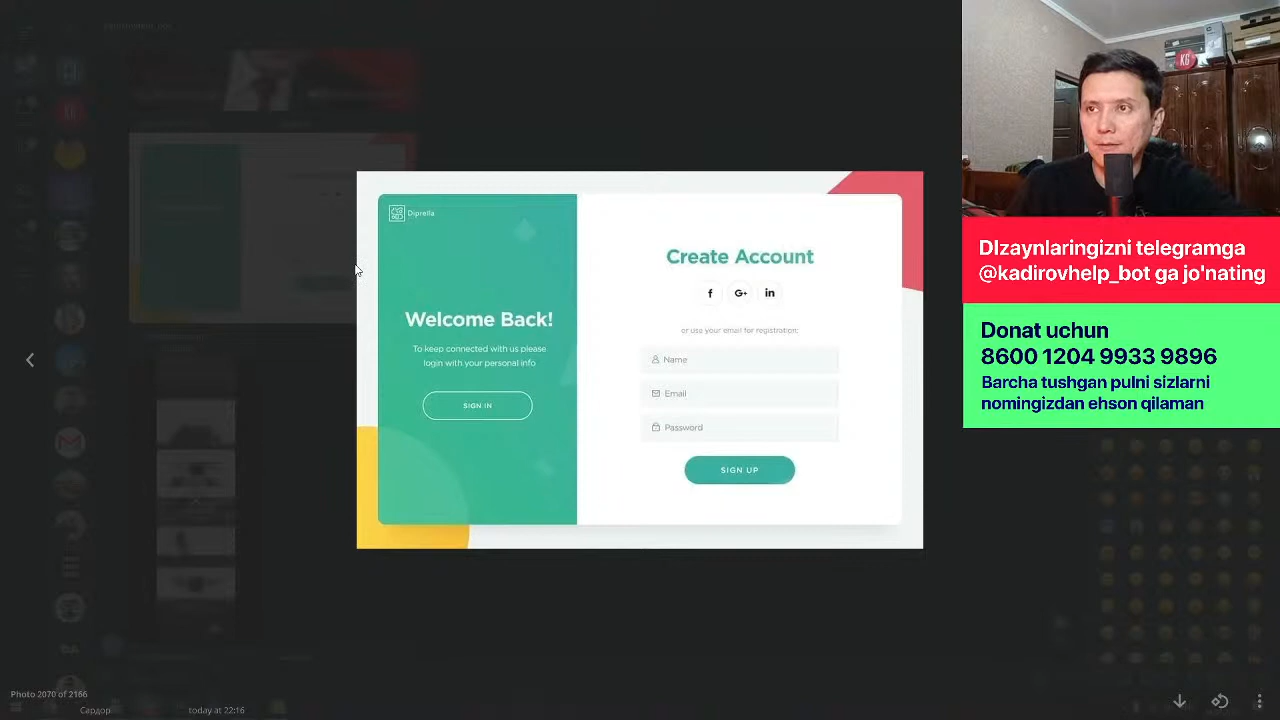 Diprella
Welcome Back!
To keep connected with us please
login with your personal info
SIGN IN
Create Account
f
G+
in
or use your email for registration:
Name
Email
Password
SIGN UP
KG
DIzaynlaringizni telegramga
@kadirovhelp_bot ga jo'nating
Donat uchun
8600 1204 9933 9896
Barcha tushgan pulni sizlarni
nomingizdan ehson qilaman
Photo 2070 of 2166
Сардор
today at 22:16